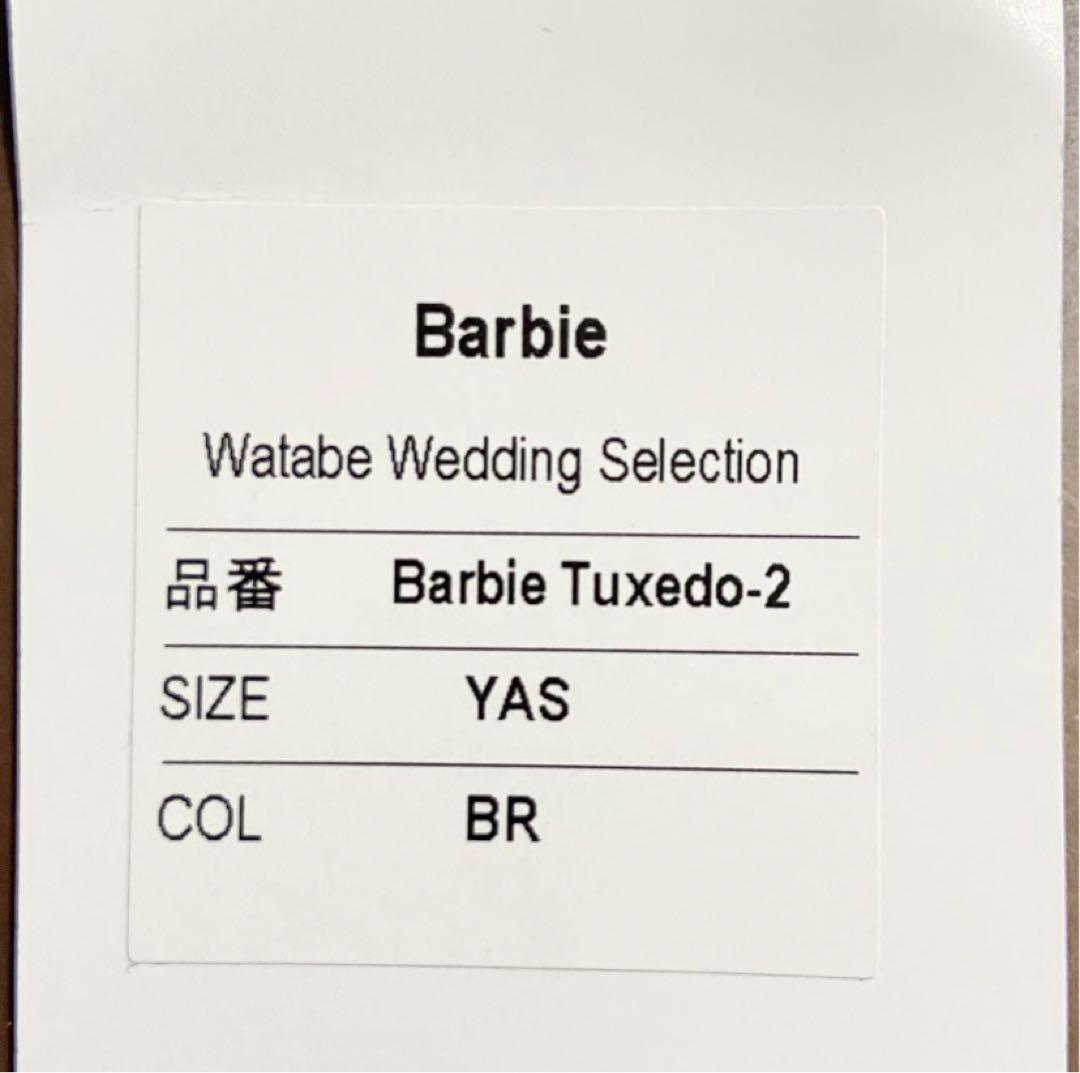 Barbie
Watabe Wedding Selection
品番 Barbie Tuxedo-2
SIZE YAS
COL BR